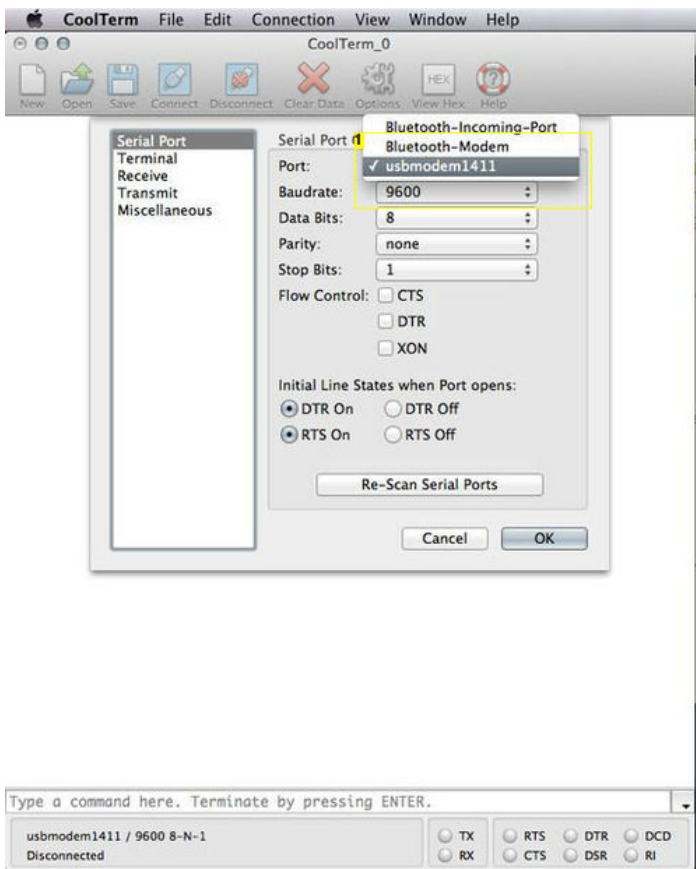 CoolTerm File Edit Connection View Window Help
CoolTerm_0
New Open Save Connect Disconnect Clear Data Options View Hex Help
HEX
Serial Port
Terminal
Receive
Transmit
Miscellaneous
Serial Port
1
Bluetooth-Incoming-Port
Bluetooth-Modem
Port: ✓ usbmodem1411
Baudrate: 9600
Data Bits: 8
Parity: none
Stop Bits: 1
Flow Control: CTS
DTR
XON
Initial Line States when Port opens:
DTR On DTR Off
RTS On RTS Off
Re-Scan Serial Ports
Cancel OK
Type a command here. Terminate by pressing ENTER.
usbmodem1411 / 9600 8-N-1
Disconnected
TX RTS DTR DCD
RX CTS DSR RI